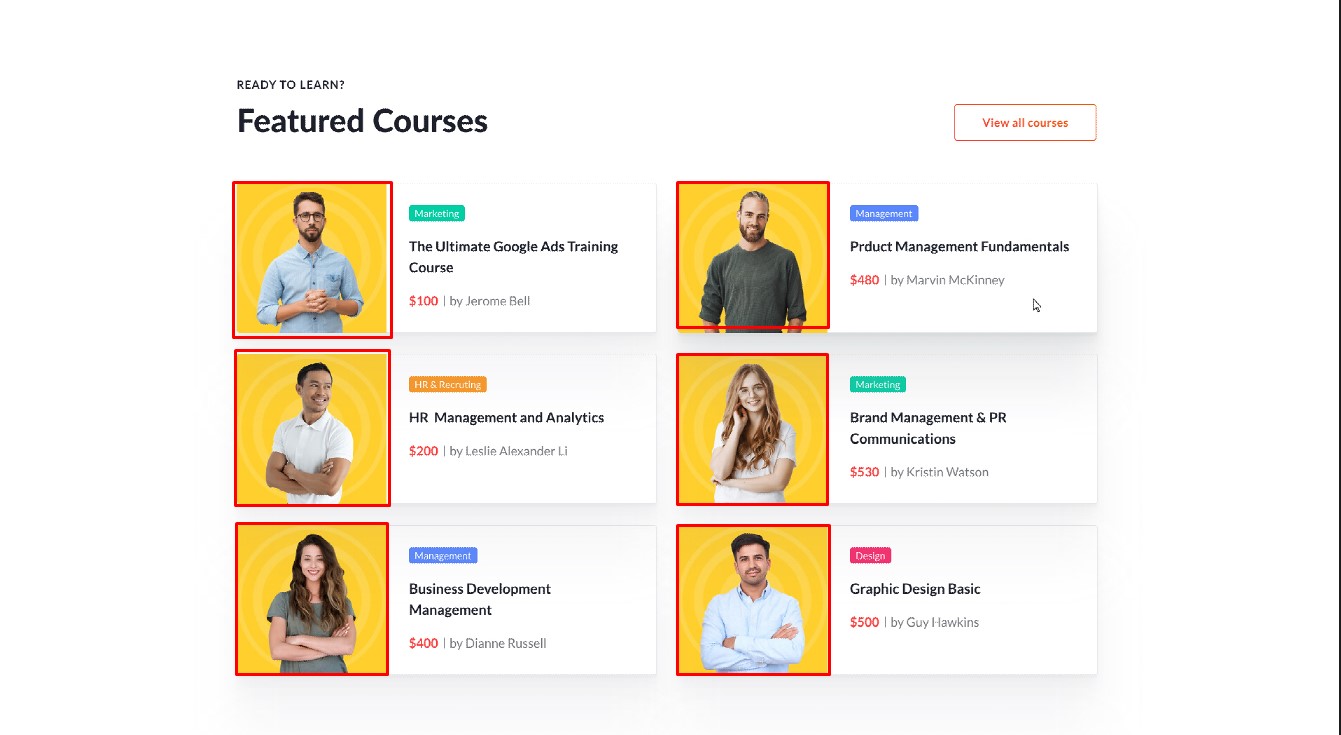 READY TO LEARN?
Featured Courses
View all courses
Marketing
The Ultimate Google Ads Training
Course
$100 | by Jerome Bell
Management
Prduct Management Fundamentals
$480 | by Marvin McKinney
HR & Recruting
HR Management and Analytics
$200 | by Leslie Alexander Li
Marketing
Brand Management & PR
Communications
$530 | by Kristin Watson
Management
Business Development
Management
$400 | by Dianne Russell
Design
Graphic Design Basic
$500 | by Guy Hawkins